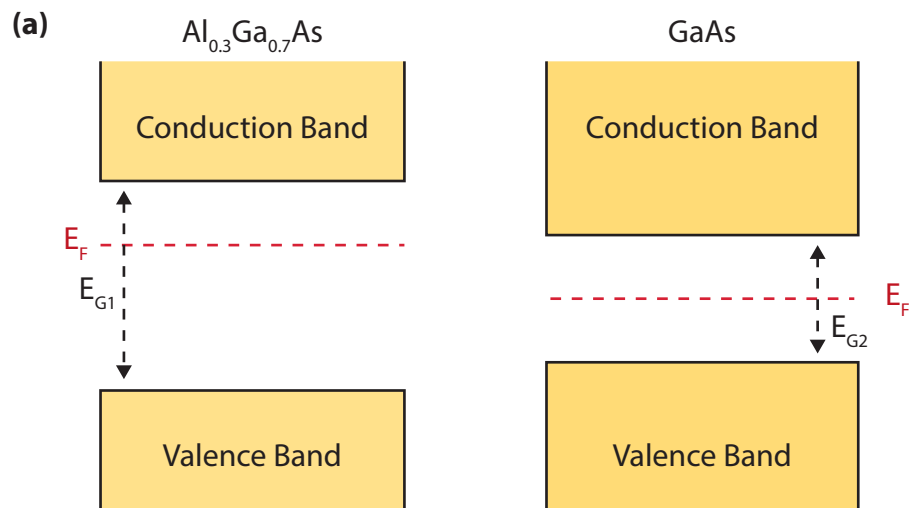 (a)
Al0.3Ga0.7As
GaAs
Conduction Band
Conduction Band
EF
EG1
EF
EG2
Valence Band
Valence Band